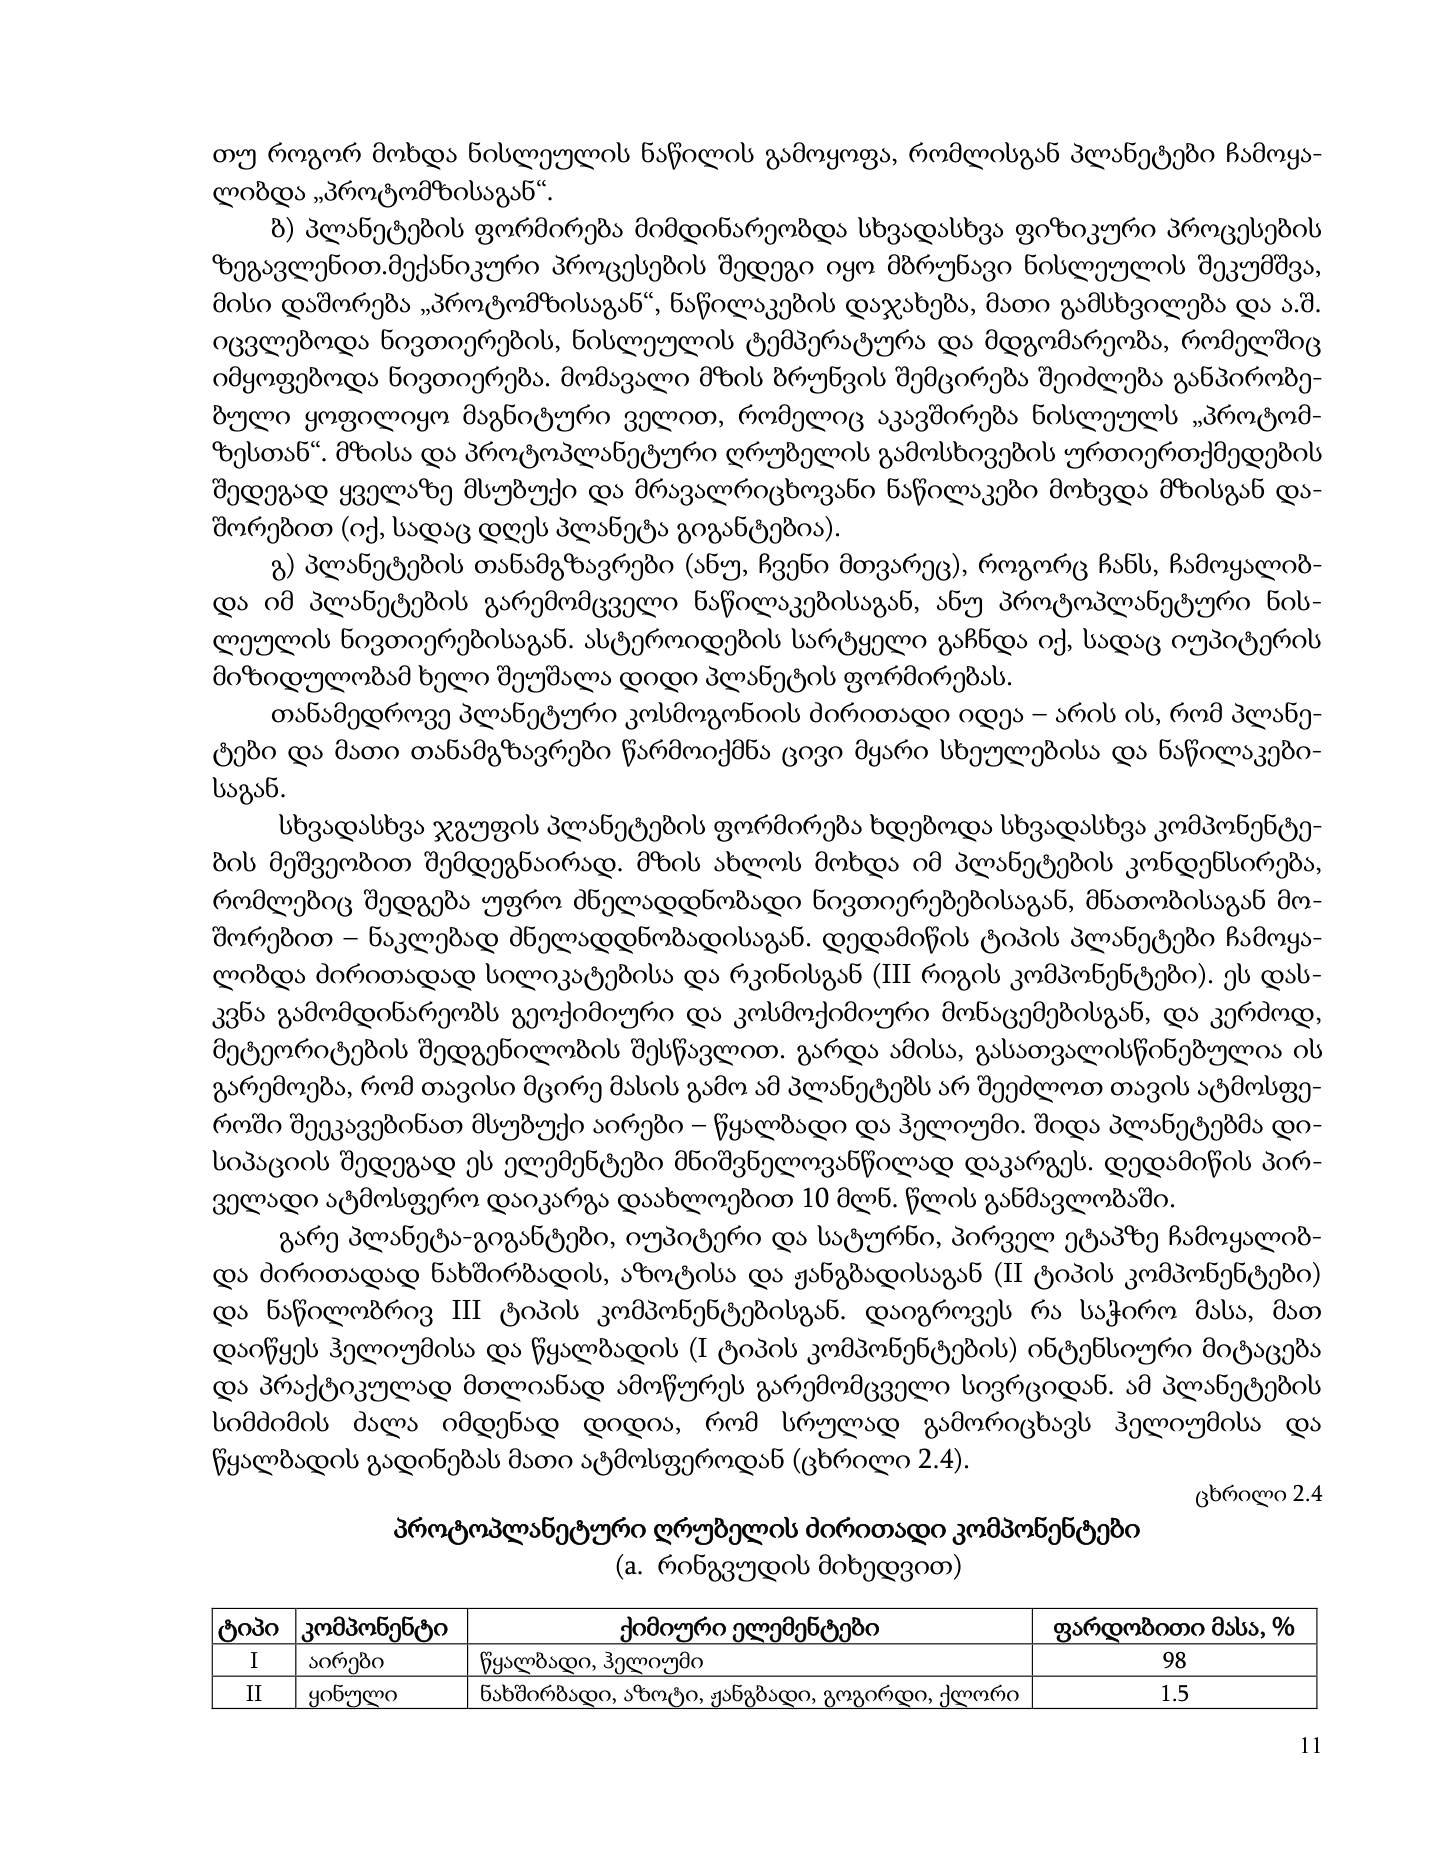 თუ როგორ მოხდა ნისლეულის ნაწილის გამოყოფა, რომლისგან პლანეტები ჩამოყა-
ლიბდა „პროტომზისაგან“.
ბ) პლანეტების ფორმირება მიმდინარეობდა სხვადასხვა ფიზიკური პროცესების
ზეგავლენით.მექანიკური პროცესების შედეგი იყო მბრუნავი ნისლეულის შეკუმშვა,
მისი დაშორება „პროტომზისაგან“, ნაწილაკების დაჯახება, მათი გამსხვილება და ა.შ.
იცვლებოდა ნივთიერების, ნისლეულის ტემპერატურა და მდგომარეობა, რომელშიც
იმყოფებოდა ნივთიერება. მომავალი მზის ბრუნვის შემცირება შეიძლება განპირობე-
ბული ყოფილიყო მაგნიტური ველით, რომელიც აკავშირება ნისლეულს „პროტომ-
ზესთან“. მზისა და პროტოპლანეტური ღრუბელის გამოსხივების ურთიერთქმედების
შედეგად ყველაზე მსუბუქი და მრავალრიცხოვანი ნაწილაკები მოხვდა მზისგან და-
შორებით (იქ, სადაც დღეს პლანეტა გიგანტებია).
გ) პლანეტების თანამგზავრები (ანუ, ჩვენი მთვარეც), როგორც ჩანს, ჩამოყალიბ-
და იმ პლანეტების გარემომცველი ნაწილაკებისაგან, ანუ პროტოპლანეტური ნის-
ლეულის ნივთიერებისაგან. ასტეროიდების სარტყელი გაჩნდა იქ, სადაც იუპიტერის
მიზიდულობამ ხელი შეუშალა დიდი პლანეტის ფორმირებას.
თანამედროვე პლანეტური კოსმოგონიის ძირითადი იდეა – არის ის, რომ პლანე-
ტები და მათი თანამგზავრები წარმოიქმნა ცივი მყარი სხეულებისა და ნაწილაკები-
საგან.
სხვადასხვა ჯგუფის პლანეტების ფორმირება ხდებოდა სხვადასხვა კომპონენტე-
ბის მეშვეობით შემდეგნაირად. მზის ახლოს მოხდა იმ პლანეტების კონდენსირება,
რომლებიც შედგება უფრო ძნელადდნობადი ნივთიერებებისაგან, მნათობისაგან მო-
შორებით – ნაკლებად ძნელადდნობადისაგან. დედამიწის ტიპის პლანეტები ჩამოყა-
ლიბდა ძირითადად სილიკატებისა და რკინისგან (III რიგის კომპონენტები). ეს დას-
კვნა გამომდინარეობს გეოქიმიური და კოსმოქიმიური მონაცემებისგან, და კერძოდ,
მეტეორიტების შედგენილობის შესწავლით. გარდა ამისა, გასათვალისწინებულია ის
გარემოება, რომ თავისი მცირე მასის გამო ამ პლანეტებს არ შეეძლოთ თავის ატმოსფე-
როში შეეკავებინათ მსუბუქი აირები – წყალბადი და ჰელიუმი. შიდა პლანეტებმა დი-
სიპაციის შედეგად ეს ელემენტები მნიშვნელოვანწილად დაკარგეს. დედამიწის პირ-
ველადი ატმოსფერო დაიკარგა დაახლოებით 10 მლნ. წლის განმავლობაში.
გარე პლანეტა-გიგანტები, იუპიტერი და სატურნი, პირველ ეტაპზე ჩამოყალიბ-
და ძირითადად ნახშირბადის, აზოტისა და ჟანგბადისაგან (II ტიპის კომპონენტები)
და ნაწილობრივ III ტიპის კომპონენტებისგან. დაიგროვეს რა საჭირო მასა, მათ
დაიწყეს ჰელიუმისა და წყალბადის (I ტიპის კომპონენტების) ინტენსიური მიტაცება
და პრაქტიკულად მთლიანად ამოწურეს გარემომცველი სივრციდან. ამ პლანეტების
სიმძიმის ძალა იმდენად დიდია, რომ სრულად გამორიცხავს ჰელიუმისა და
წყალბადის გადინებას მათი ატმოსფეროდან (ცხრილი 2.4).
ცხრილი 2.4
პროტოპლანეტური ღრუბელის ძირითადი კომპონენტები
(ა. რინგვუდის მიხედვით)
ტიპი კომპონენტი ქიმიური ელემენტები ფარდობითი მასა, %
I აირები წყალბადი, ჰელიუმი 98
II ყინული ნახშირბადი, აზოტი, ჟანგბადი, გოგირდი, ქლორი 1.5
11